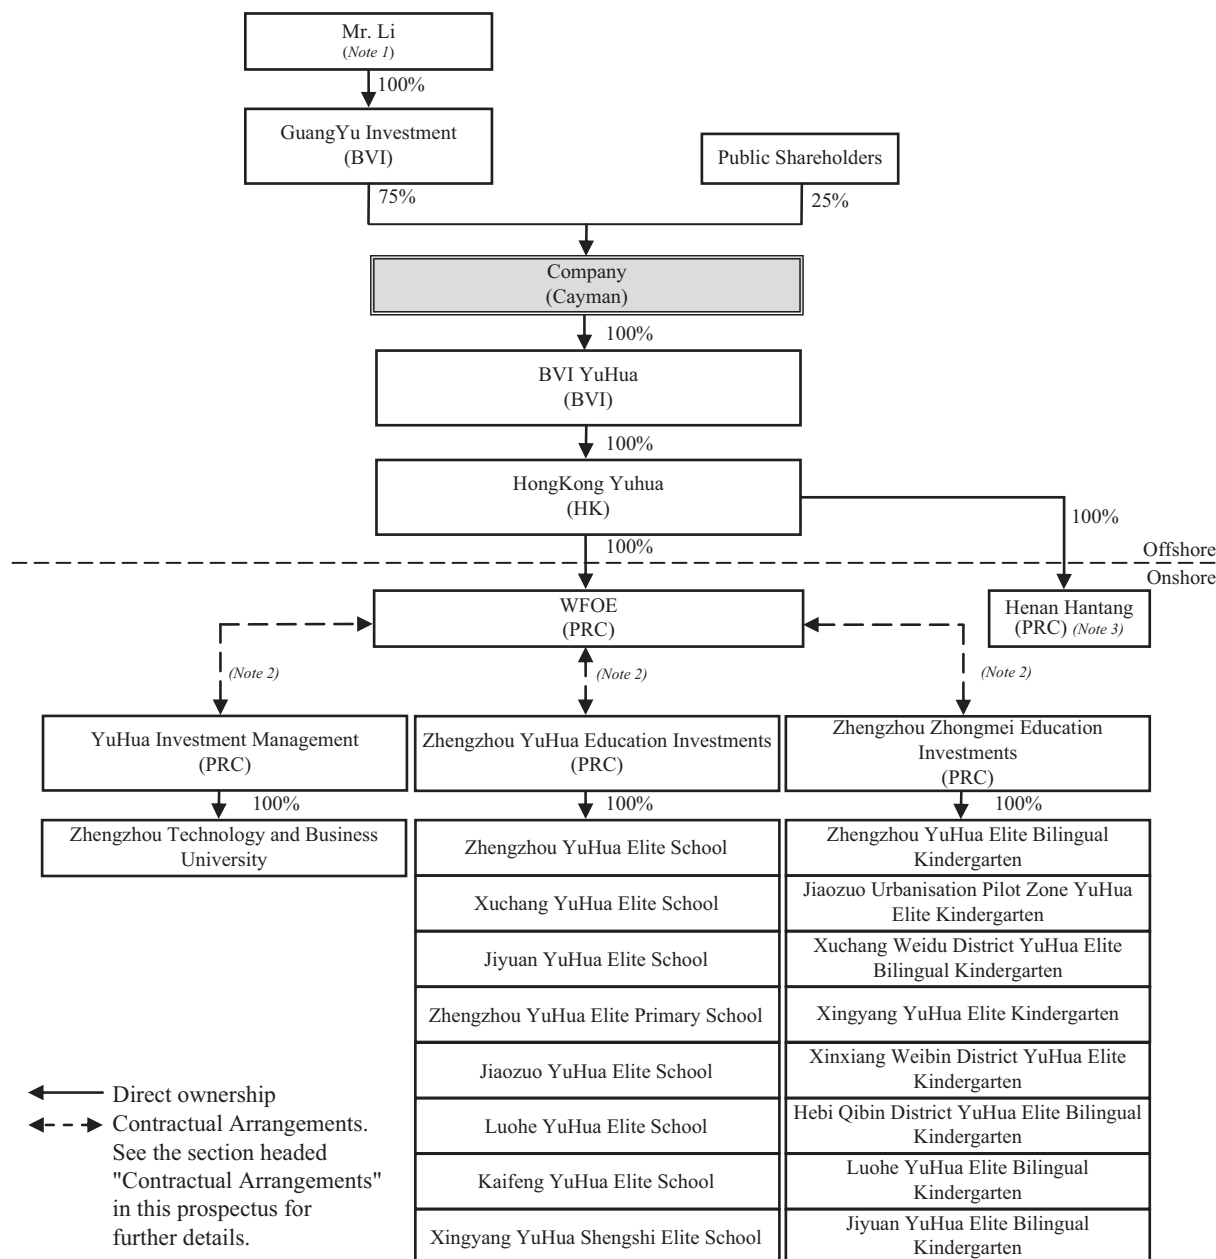 Mr. Li
(Note 1)
100%
GuangYu Investment
(BVI)
Public Shareholders
75%
25%
Company
(Cayman)
100%
BVI YuHua
(BVI)
100%
HongKong Yuhua
(HK)
100%
100%
Offshore
Onshore
WFOE
(PRC)
Henan Hantang
(PRC) (Note 3)
(Note 2)
(Note 2)
(Note 2)
YuHua Investment Management
(PRC)
Zhengzhou YuHua Education Investments
(PRC)
Zhengzhou Zhongmei Education
Investments
(PRC)
100%
100%
100%
Zhengzhou Technology and Business
University
Zhengzhou YuHua Elite School
Xuchang YuHua Elite School
Jiyuan YuHua Elite School
Zhengzhou YuHua Elite Primary School
Jiaozuo YuHua Elite School
Luohe YuHua Elite School
Kaifeng YuHua Elite School
Xingyang YuHua Shengshi Elite School
Zhengzhou YuHua Elite Bilingual
Kindergarten
Jiaozuo Urbanisation Pilot Zone YuHua
Elite Kindergarten
Xuchang Weidu District YuHua Elite
Bilingual Kindergarten
Xingyang YuHua Elite Kindergarten
Xinxiang Weibin District YuHua Elite
Kindergarten
Hebi Qibin District YuHua Elite Bilingual
Kindergarten
Luohe YuHua Elite Bilingual
Kindergarten
Jiyuan YuHua Elite Bilingual
Kindergarten
Direct ownership
Contractual Arrangements.
See the section headed
"Contractual Arrangements"
in this prospectus for
further details.